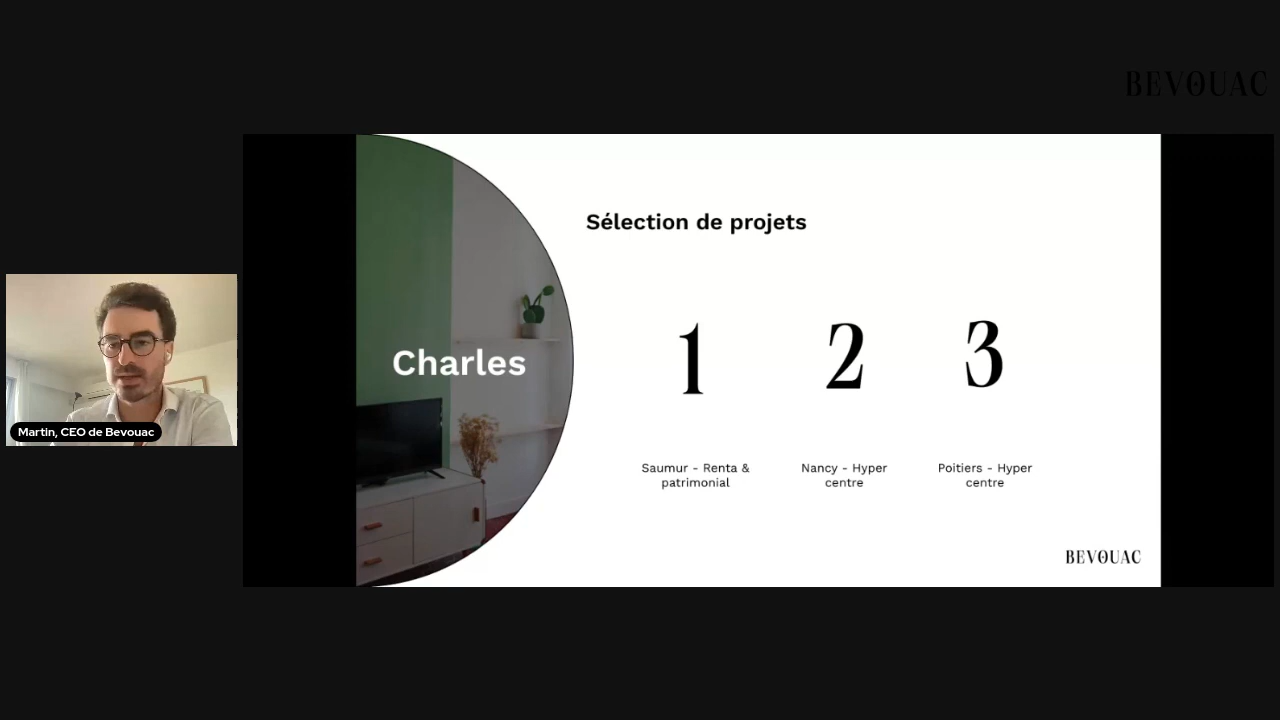 BEVOUAC
Sélection de projets
Charles
1
2
3
Saumur - Renta &
patrimonial
Nancy - Hyper
centre
Poitiers - Hyper
centre
BEVOUAC
Martin, CEO de Bevouac